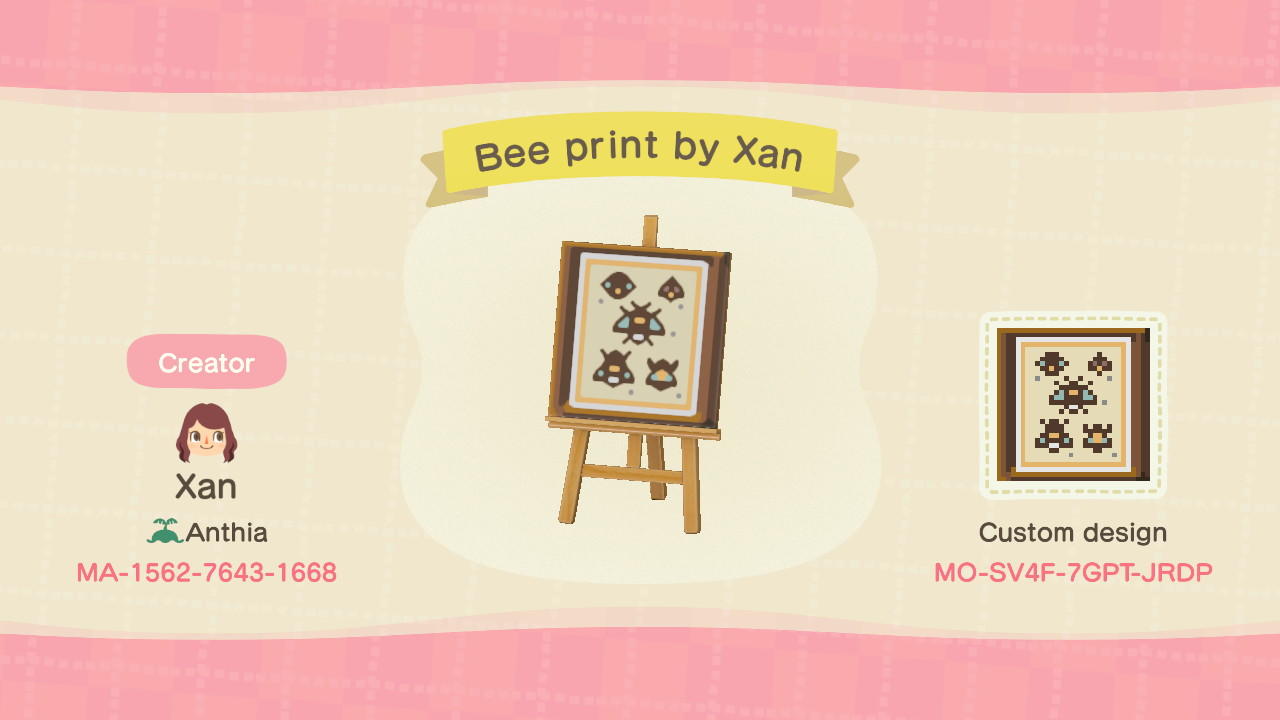 Bee print by Xan
Creator
Xan
Anthia
MA-1562-7643-1668
Custom design
MO-SV4F-7GPT-JRDP